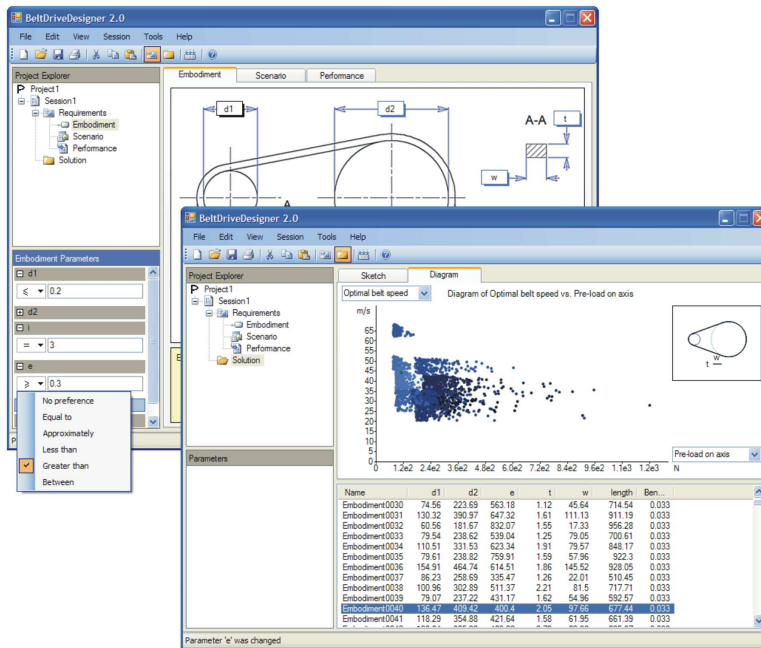 BeltDriveDesigner 2.0
File Edit View Session Tools Help
Project Explorer
Project1
Session1
Requirements
Embodiment
Scenario
Performance
Solution
Embodiment Scenario Performance
d1
d2
A-A
t
w
A
Embodiment Parameters
d1
≤ 0.2
d2
i
= 3
e
≥ 0.3
No preference
Equal to
Approximately
Less than
Greater than
Between
BeltDriveDesigner 2.0
File Edit View Session Tools Help
Project Explorer
Project1
Session1
Requirements
Embodiment
Scenario
Performance
Solution
Parameters
Sketch Diagram
Optimal belt speed
Diagram of Optimal belt speed vs. Pre-load on axis
m/s
65
60
55
50
45
40
35
30
25
20
15
10
5
0
0 1.2e2 2.4e2 3.6e2 4.8e2 6.0e2 7.2e2 8.4e2 9.6e2 1.1e3 1.2e3 N
w
t
Pre-load on axis
Name d1 d2 e t w length Ben...
Embodiment0030 74.56 223.69 563.18 1.12 45.64 714.54 0.033
Embodiment0031 130.32 390.97 647.32 1.61 111.13 911.19 0.033
Embodiment0032 60.56 181.67 832.07 1.55 17.33 956.28 0.033
Embodiment0033 79.54 238.62 539.04 1.25 79.05 700.61 0.033
Embodiment0034 110.51 331.53 623.34 1.91 79.57 848.17 0.033
Embodiment0035 79.61 238.82 759.91 1.59 57.96 922.3 0.033
Embodiment0036 154.91 464.74 614.51 1.86 145.52 928.05 0.033
Embodiment0037 86.23 258.69 335.47 1.26 22.01 510.45 0.033
Embodiment0038 100.96 302.89 511.37 2.21 81.5 717.71 0.033
Embodiment0039 79.07 237.22 431.17 1.62 54.96 592.57 0.033
Embodiment0040 136.47 409.42 400.4 2.05 97.66 677.44 0.033
Embodiment0041 118.29 354.88 421.64 1.58 61.95 661.39 0.033
Parameter 'e' was changed